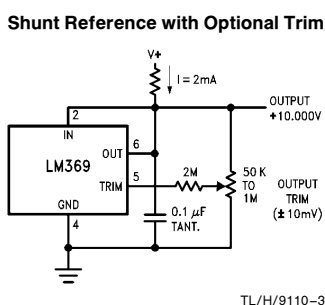 Shunt Reference with Optional Trim
V+
I = 2mA
OUTPUT
+10.000V
2
IN
6
OUT
LM369
5
TRIM
2M
50 K
TO
1M
OUTPUT
TRIM
(±10mV)
GND
4
0.1 µF
TANT.
TL/H/9110–3